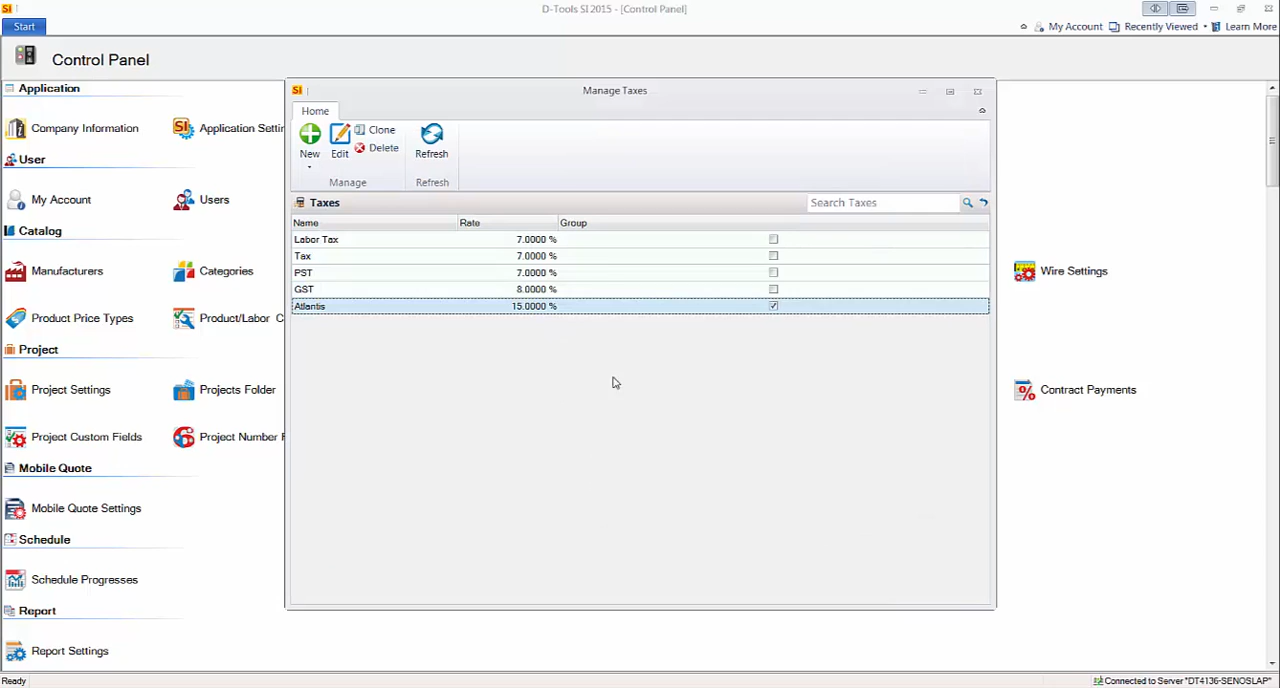 SI
D-Tools SI 2015 - [Control Panel]
Start
My Account
Recently Viewed
Learn More
Control Panel
Application
Company Information
SI
Application Settin
User
My Account
Users
Catalog
Manufacturers
Categories
Wire Settings
Product Price Types
Product/Labor C
Project
Project Settings
Projects Folder
Contract Payments
Project Custom Fields
Project Number F
Mobile Quote
Mobile Quote Settings
Schedule
Schedule Progresses
Report
Report Settings
SI
Manage Taxes
Home
New
Edit
Clone
Delete
Refresh
Manage
Refresh
Taxes
Search Taxes
Name Rate Group
Labor Tax 7.0000 %
Tax 7.0000 %
PST 7.0000 %
GST 8.0000 %
Atlantis 15.0000 %
Ready
Connected to Server "DT4136-SENOSLAP"